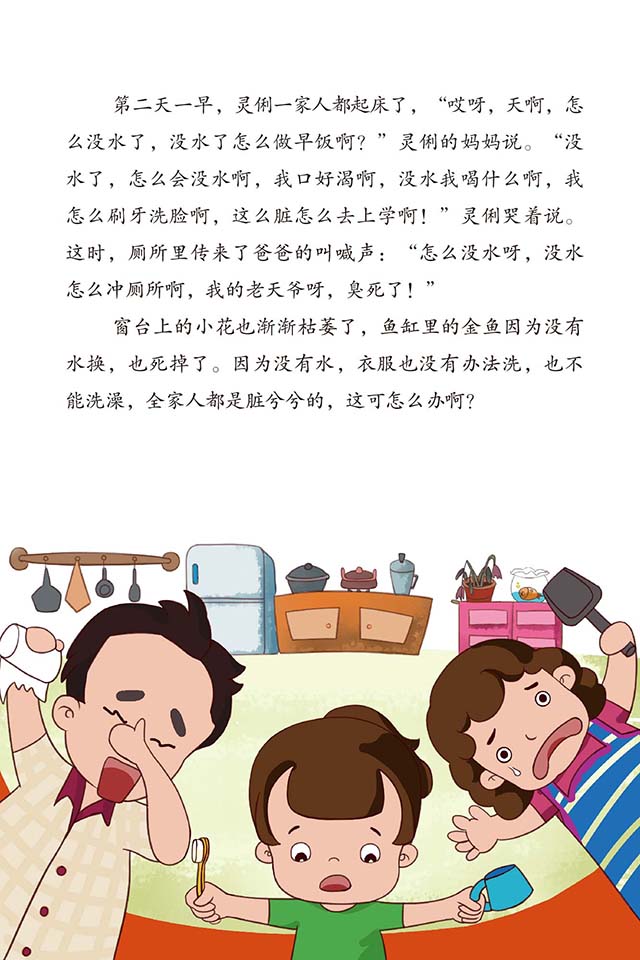 第二天一早，灵俐一家人都起床了，“哎呀，天啊，怎
么没水了，没水了怎么做早饭啊？”灵俐的妈妈说。“没
水了，怎么会没水啊，我口好渴啊，没水我喝什么啊，我
怎么刷牙洗脸啊，这么脏怎么去上学啊！”灵俐哭着说。
这时，厕所里传来了爸爸的叫喊声：“怎么没水呀，没水
怎么冲厕所啊，我的老天爷呀，臭死了！”
窗台上的小花也渐渐枯萎了，鱼缸里的金鱼因为没有
水换，也死掉了。因为没有水，衣服也没有办法洗，也不
能洗澡，全家人都是脏兮兮的，这可怎么办啊？